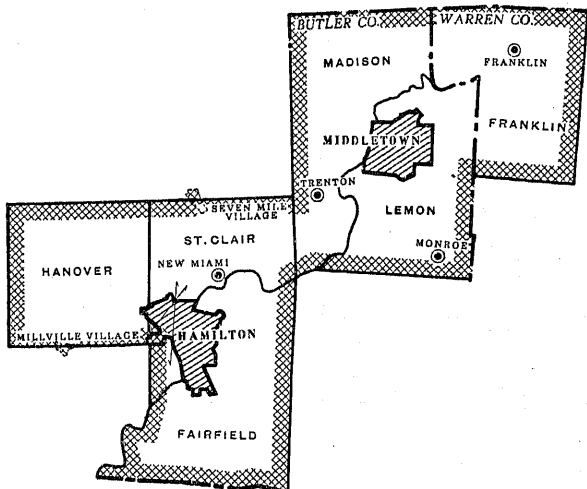 BUTLER CO.
WARREN CO.
MADISON
FRANKLIN
FRANKLIN
MIDDLETOWN
TRENTON
LEMON
MONROE
SEVEN MILE
VILLAGE
ST. CLAIR
HANOVER
NEW MIAMI
MILLVILLE VILLAGE
HAMILTON
FAIRFIELD